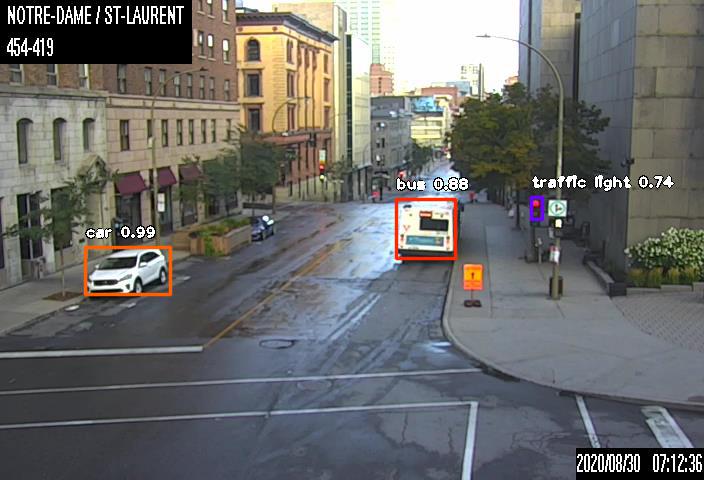 NOTRE-DAME / ST-LAURENT
454-419
bus 0.88
traffic light 0.74
car 0.99
2020/08/30 07:12:36